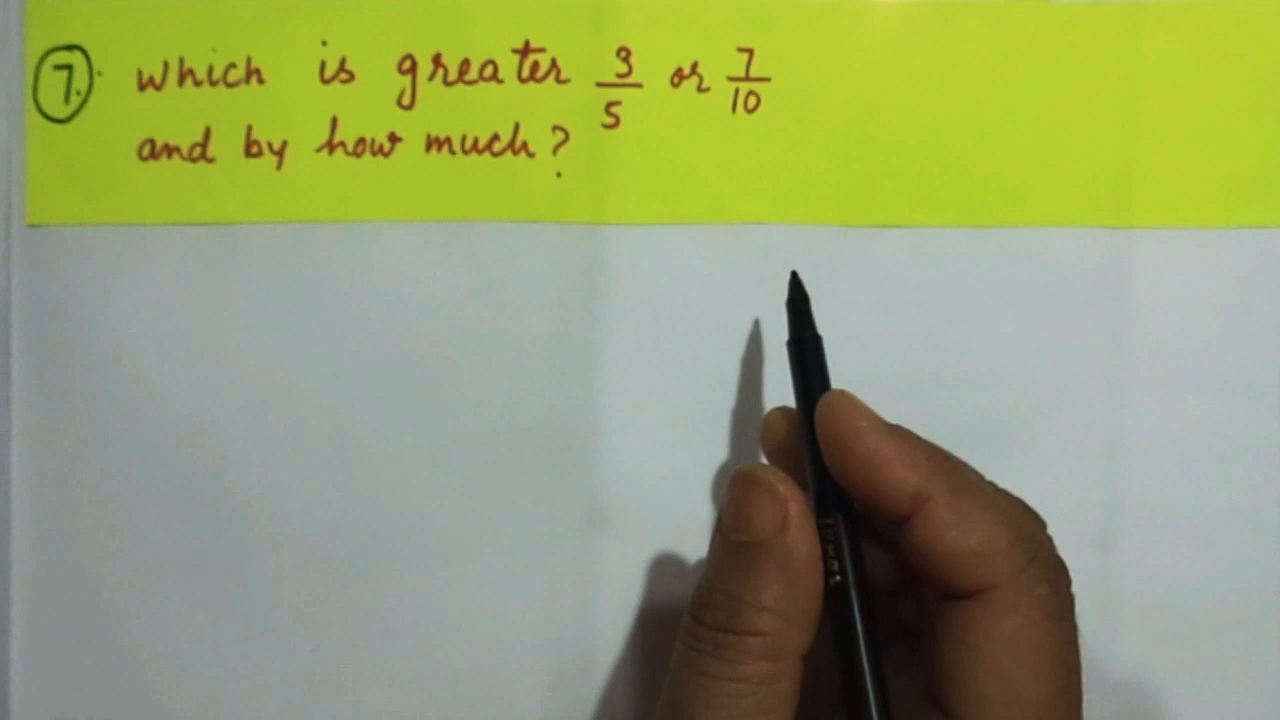 7. Which is greater 3/5 or 7/10
and by how much?